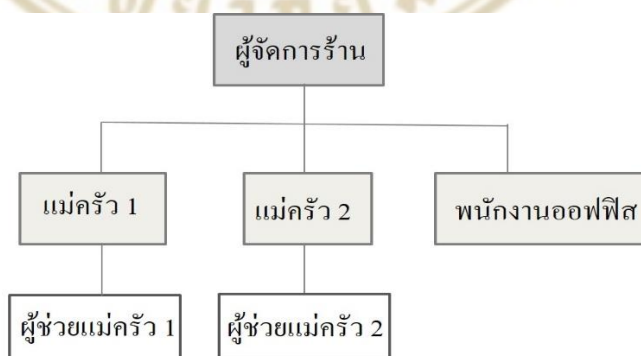 ผู้จัดการร้าน
แม่ครัว 1
แม่ครัว 2
พนักงานออฟฟิส
ผู้ช่วยแม่ครัว 1
ผู้ช่วยแม่ครัว 2